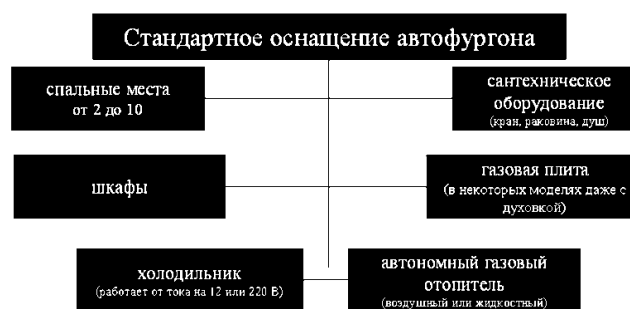 Стандартное оснащение автофургона
спальные места
от 2 до 10
сантехническое
оборудование
(кран, раковина, душ)
шкафы
газовая плита
(в некоторых моделях даже с
духовкой)
холодильник
(работает от тока на 12 или 220 В)
автономный газовый
отопитель
(воздушный или жидкостный)